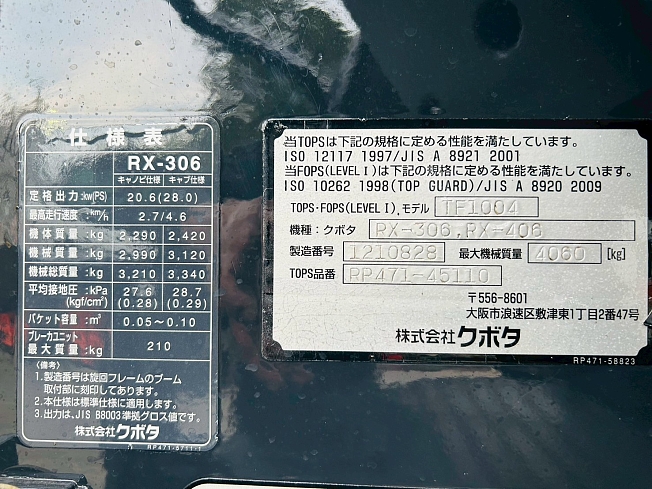 仕様表
RX-306
キャノピ仕様 キャブ仕様
定格出力:kw(PS) 20.6(28.0)
最高走行速度:km/h 2.7/4.6
機体質量:kg 2,290 2,420
機械質量:kg 2,990 3,120
機械総質量:kg 3,210 3,340
平均接地圧:kPa 27.6 28.7
(kgf/cm²) (0.28) (0.29)
バケット容量:m³ 0.05〜0.10
ブレーカユニット
最大質量:kg 210
〈備考〉
1.製造番号は旋回フレームのブーム
取付部に刻印してあります。
2.本仕様は標準仕様に適用します。
3.出力は、JIS B8003準拠グロス値です。
株式会社クボタ
RP471-5711-1
当TOPSは下記の規格に定める性能を満たしています。
ISO 12117 1997/JIS A 8921 2001
当FOPS(LEVEL I)は下記の規格に定める性能を満たしています。
ISO 10262 1998(TOP GUARD)/JIS A 8920 2009
TOPS・FOPS(LEVEL I).モデル TF1004
機種:クボタ RX-306,RX-406
製造番号 1210828 最大機械質量 4060 [kg]
TOPS品番 RP471-45110
〒556-8601
大阪市浪速区敷津東1丁目2番47号
株式会社クボタ
RP471-58823